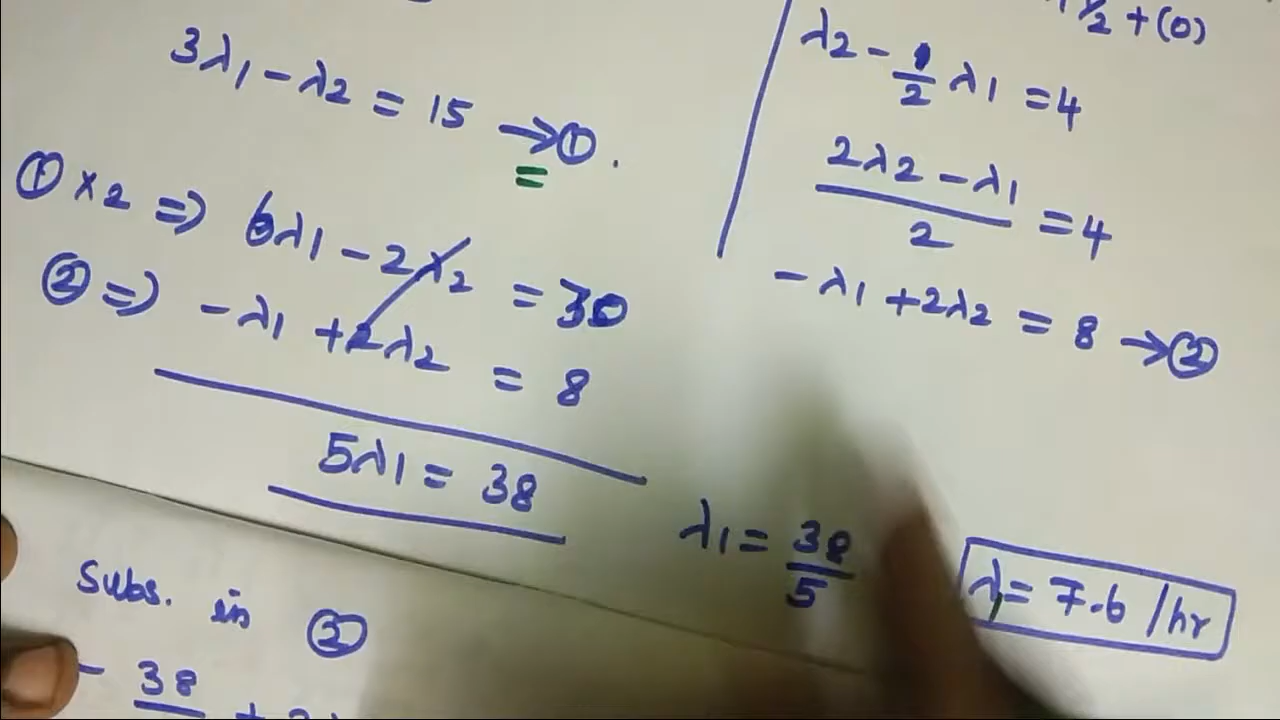 3λ1 - λ2 = 15 → ①.
① × 2 ⇒ 6λ1 - 2λ2 = 30
② ⇒ -λ1 + 2λ2 = 8
5λ1 = 38
λ1 = 38/5
λ1 = 7.6 /hr
Subs. in ②
- 38
+ (0)
λ2 - 1/2 λ1 = 4
2λ2 - λ1 / 2 = 4
-λ1 + 2λ2 = 8 → ②